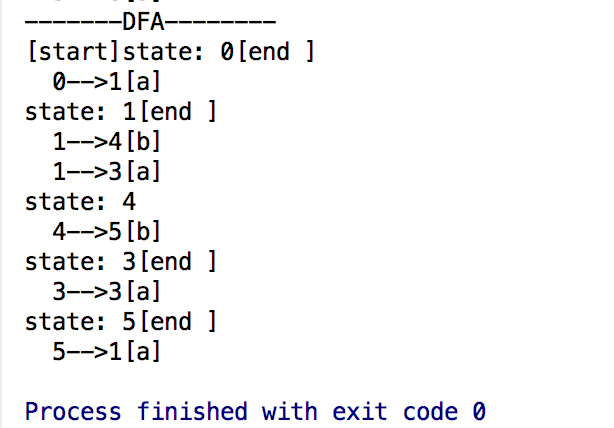 -------DFA--------
[start]state: 0[end ]
0-->1[a]
state: 1[end ]
1-->4[b]
1-->3[a]
state: 4
4-->5[b]
state: 3[end ]
3-->3[a]
state: 5[end ]
5-->1[a]
Process finished with exit code 0